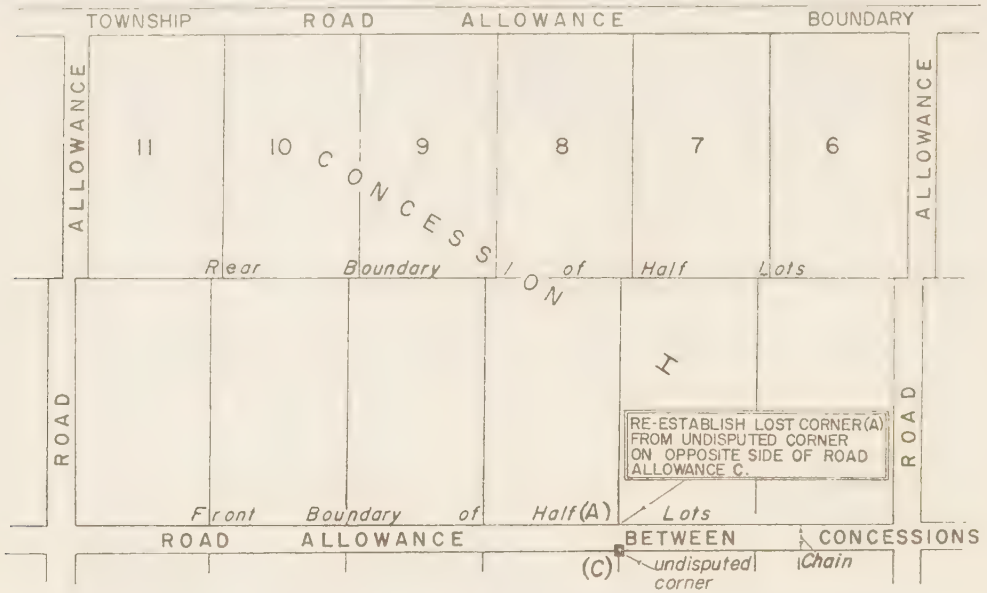 TOWNSHIP ROAD ALLOWANCE BOUNDARY
ALLOWANCE
ALLOWANCE
11 10 9 8 7 6
CONCESSION I
Rear Boundary of Half Lots
ROAD
ROAD
RE-ESTABLISH LOST CORNER(A)
FROM UNDISPUTED CORNER
ON OPPOSITE SIDE OF ROAD
ALLOWANCE C.
Front Boundary of Half (A) Lots
ROAD ALLOWANCE BETWEEN CONCESSIONS
(C) undisputed
corner
1 Chain